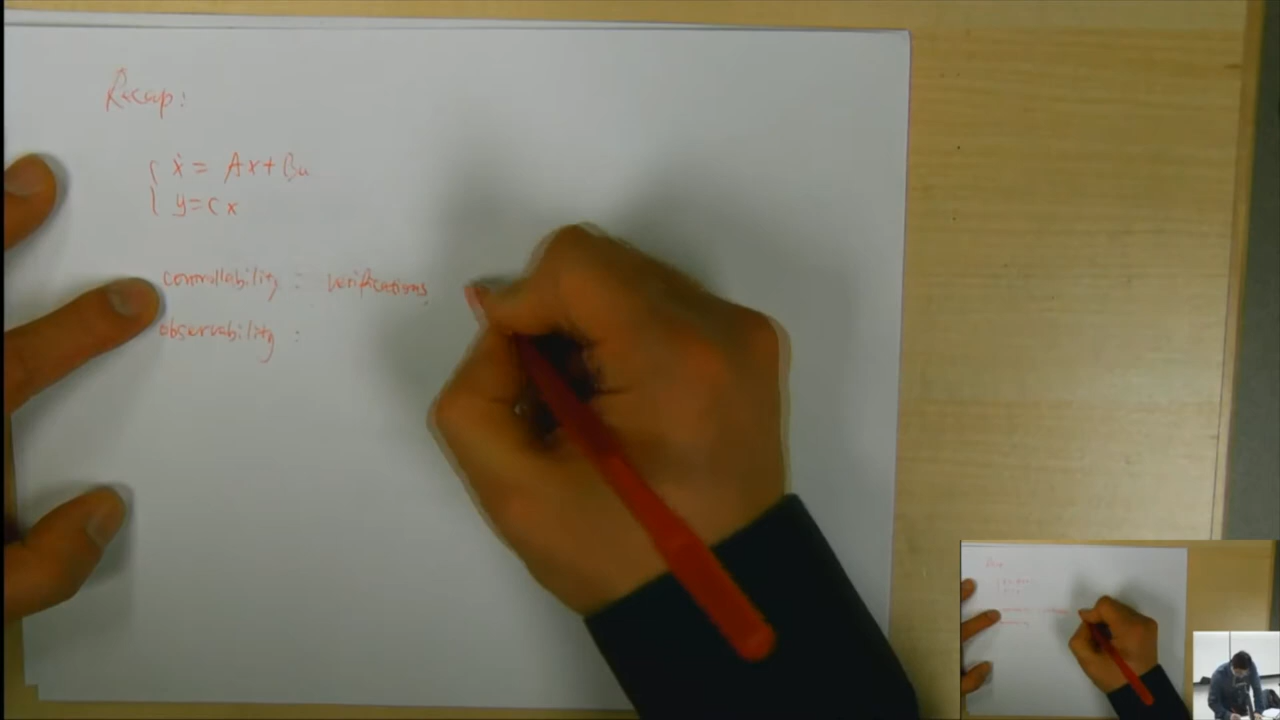 Recap:
ẋ = Ax + Bu
y = cx
controllability : verifications,
observability :